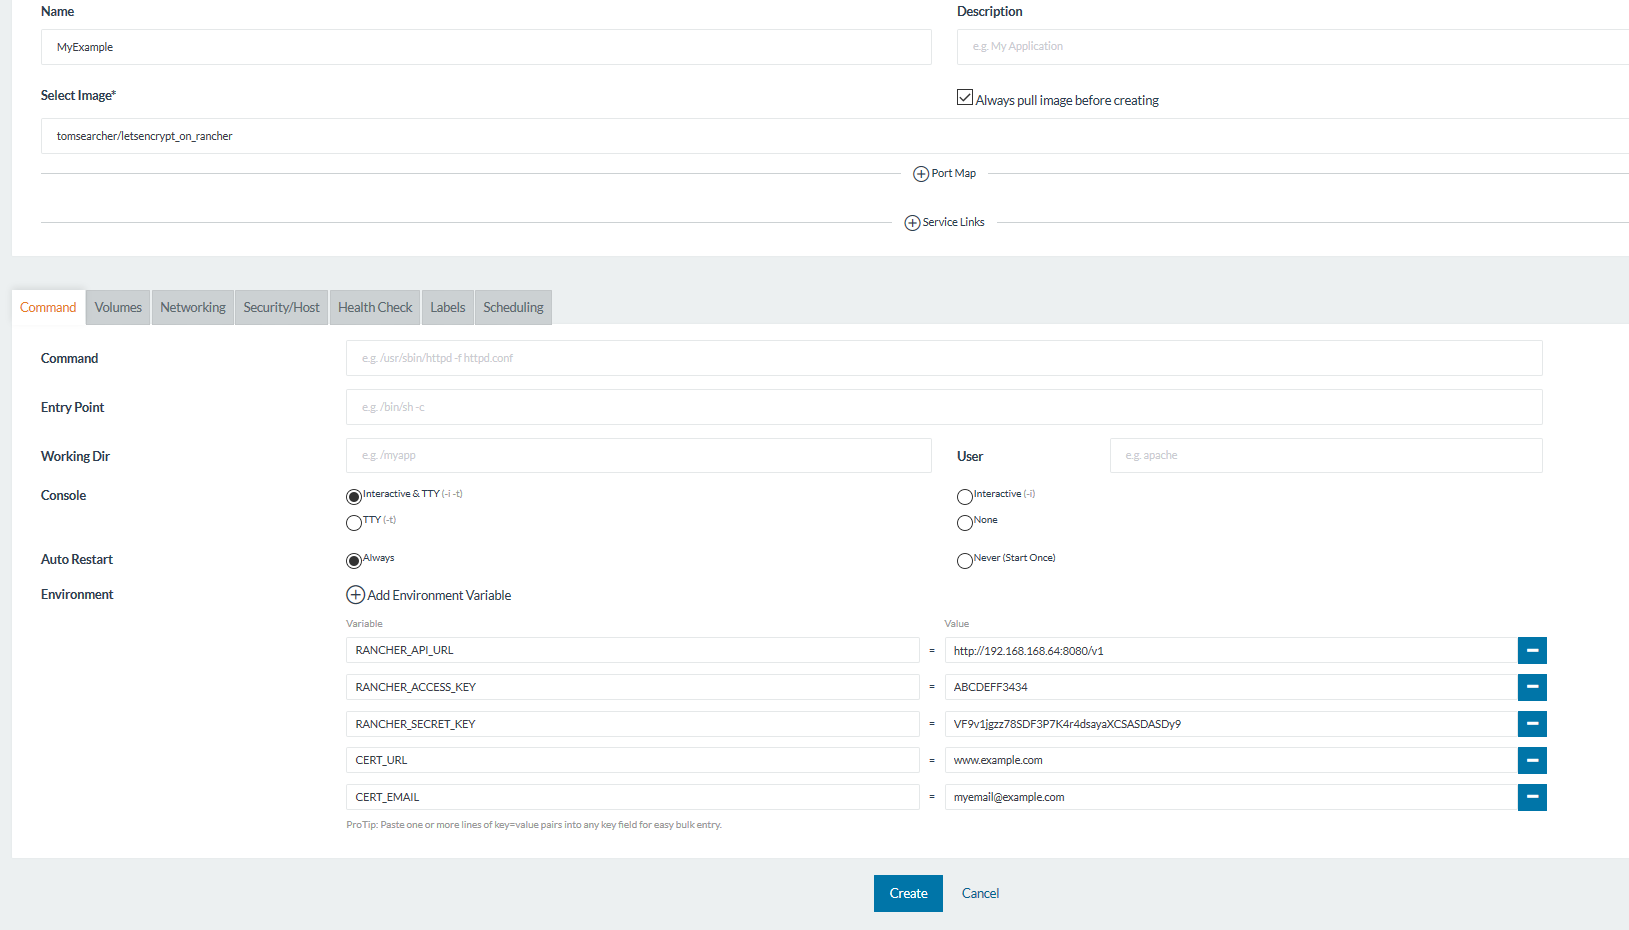 Name Description
MyExample e.g. My Application
Select Image* Always pull image before creating
tomsearcher/letsencrypt_on_rancher
Port Map
Service Links
Command Volumes Networking Security/Host Health Check Labels Scheduling
Command e.g. /usr/sbin/httpd -f httpd.conf
Entry Point e.g. /bin/sh -c
Working Dir e.g. /myapp User e.g. apache
Console Interactive & TTY (-i -t) Interactive (-i)
TTY (-t) None
Auto Restart Always Never (Start Once)
Environment Add Environment Variable
Variable Value
RANCHER_API_URL = http://192.168.168.64:8080/v1
RANCHER_ACCESS_KEY = ABCDEFF3434
RANCHER_SECRET_KEY = VF9v1jgzz78SDF3P7K4r4dsayaXCSASDASDy9
CERT_URL = www.example.com
CERT_EMAIL = myemail@example.com
ProTip: Paste one or more lines of key=value pairs into any key field for easy bulk entry.
Create Cancel